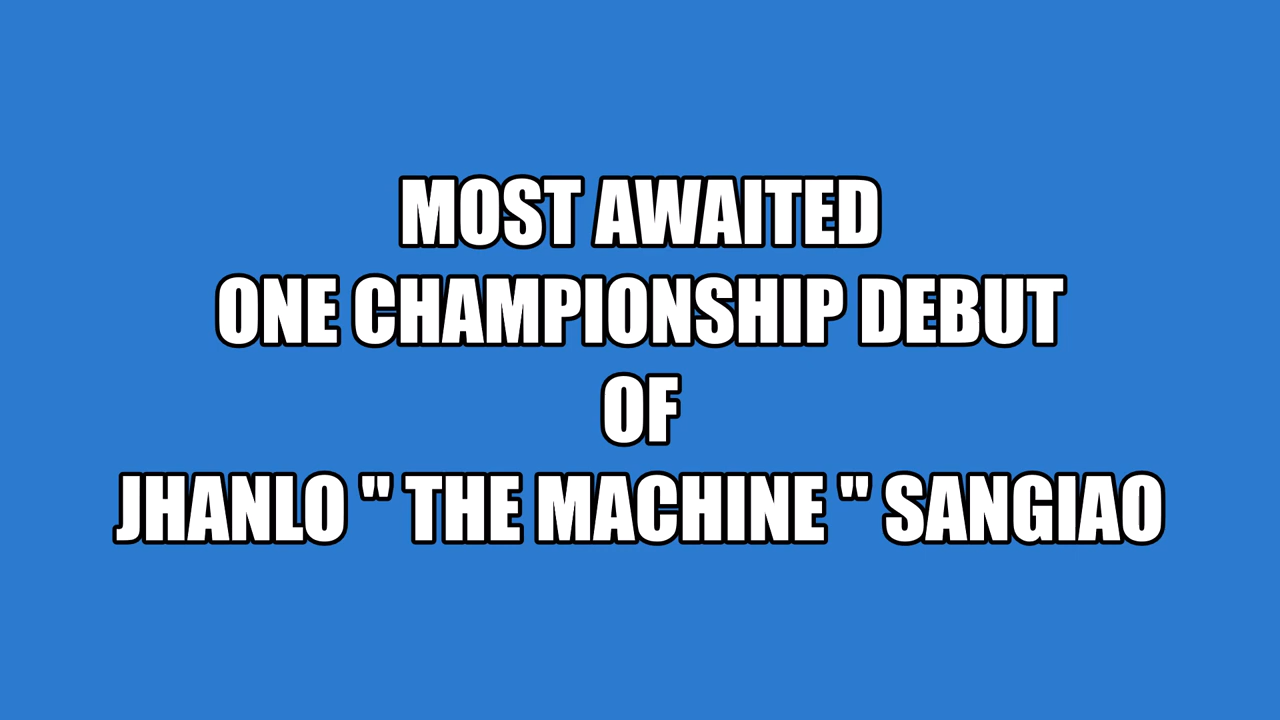 MOST AWAITED
ONE CHAMPIONSHIP DEBUT
OF
JHANLO " THE MACHINE " SANGIAO